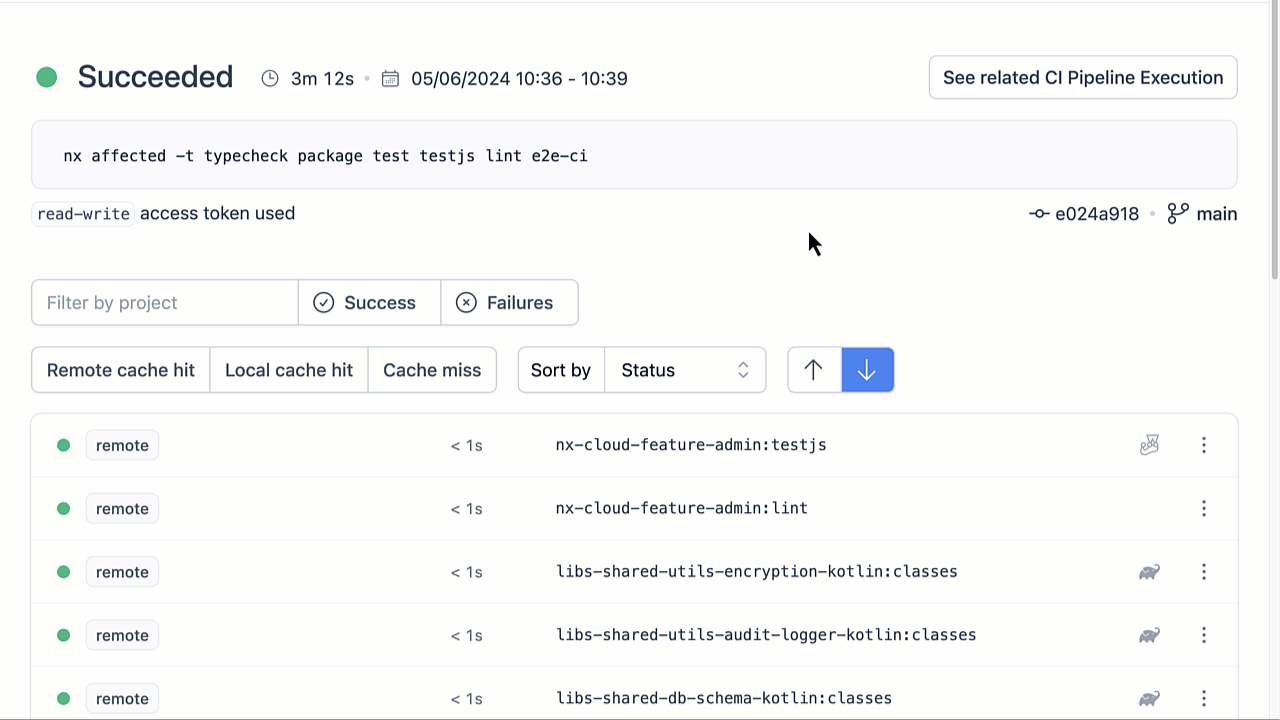 Succeeded 3m 12s • 05/06/2024 10:36 - 10:39 See related CI Pipeline Execution
nx affected -t typecheck package test testjs lint e2e-ci
read-write access token used e024a918 • main
Filter by project Success Failures
Remote cache hit Local cache hit Cache miss Sort by Status
remote < 1s nx-cloud-feature-admin:testjs
remote < 1s nx-cloud-feature-admin:lint
remote < 1s libs-shared-utils-encryption-kotlin:classes
remote < 1s libs-shared-utils-audit-logger-kotlin:classes
remote < 1s libs-shared-db-schema-kotlin:classes